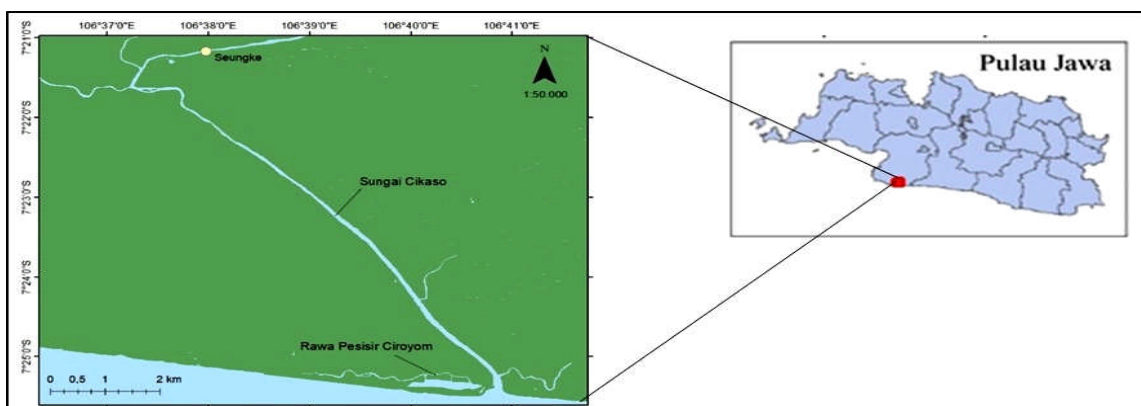 106°37'0"E 106°38'0"E 106°39'0"E 106°40'0"E 106°41'0"E
7°21'0"S
Seungke
N
1:50.000
Pulau Jawa
7°22'0"S
Sungai Cikaso
7°23'0"S
7°24'0"S
Rawa Pesisir Ciroyom
7°25'0"S
0 0,5 1 2 km